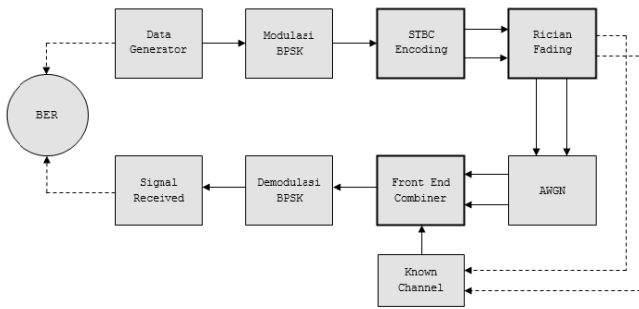 Data
Generator
Modulasi
BPSK
STBC
Encoding
Rician
Fading
BER
Signal
Received
Demodulasi
BPSK
Front End
Combiner
AWGN
Known
Channel